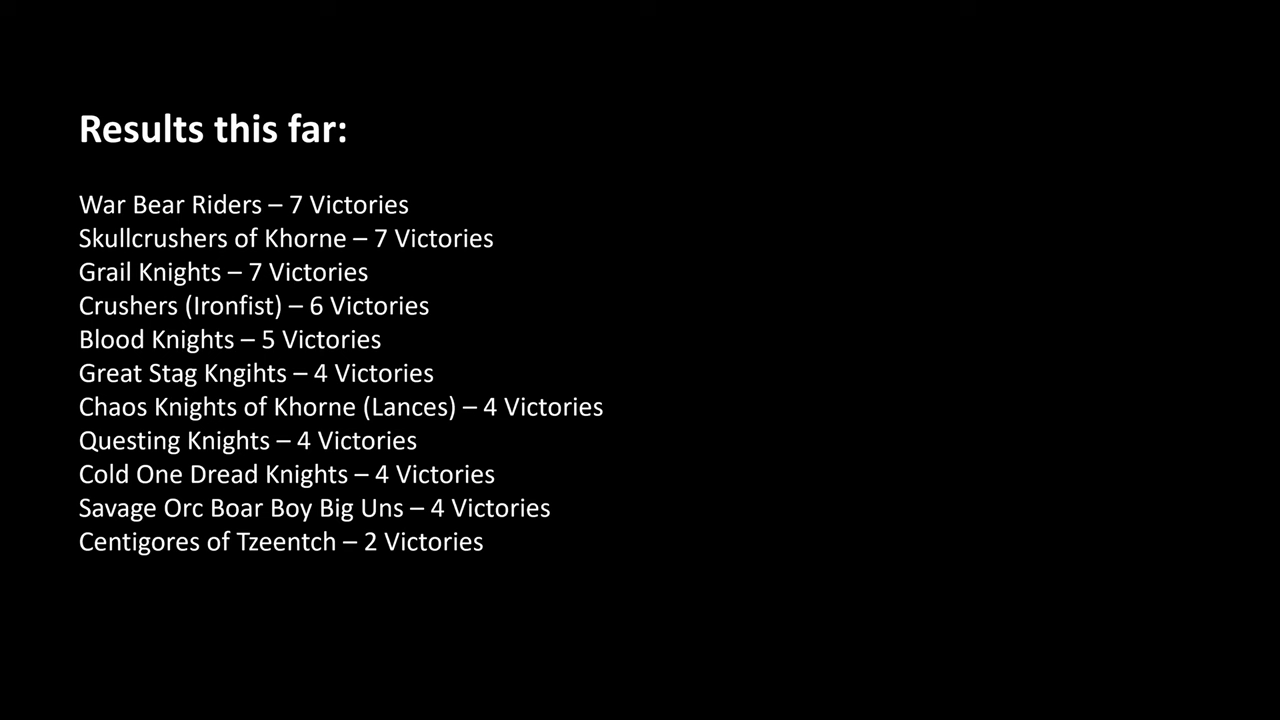 Results this far:
War Bear Riders – 7 Victories
Skullcrushers of Khorne – 7 Victories
Grail Knights – 7 Victories
Crushers (Ironfist) – 6 Victories
Blood Knights – 5 Victories
Great Stag Kngihts – 4 Victories
Chaos Knights of Khorne (Lances) – 4 Victories
Questing Knights – 4 Victories
Cold One Dread Knights – 4 Victories
Savage Orc Boar Boy Big Uns – 4 Victories
Centigores of Tzeentch – 2 Victories